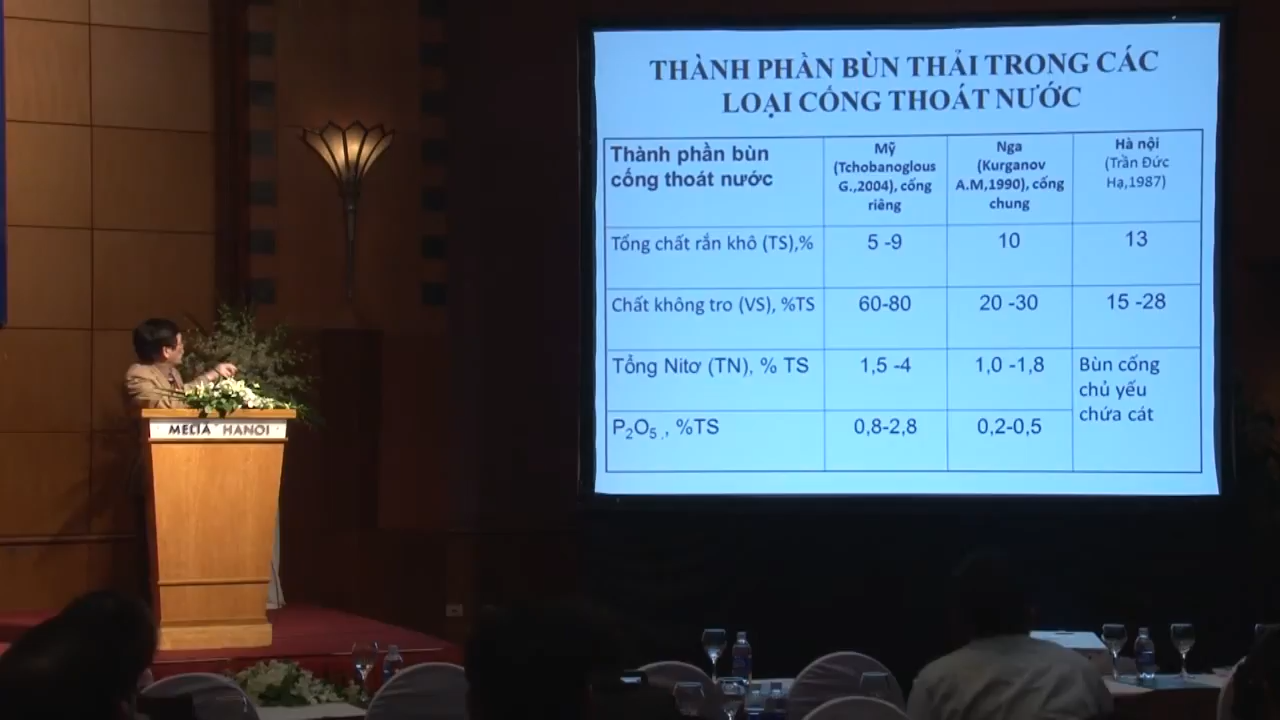 THÀNH PHẦN BÙN THẢI TRONG CÁC
LOẠI CỐNG THOÁT NƯỚC
Thành phần bùn
cống thoát nước
Mỹ
(Tchobanoglous
G.,2004), cống
riêng
Nga
(Kurganov
A.M,1990), cống
chung
Hà nội
(Trần Đức
Hạ,1987)
Tổng chất rắn khô (TS),%
5 -9
10
13
Chất không tro (VS), %TS
60-80
20 -30
15 -28
Tổng Nitơ (TN), % TS
1,5 -4
1,0 -1,8
Bùn cống
chủ yếu
chứa cát
P₂O₅ ., %TS
0,8-2,8
0,2-0,5
MELIÃ HANOI